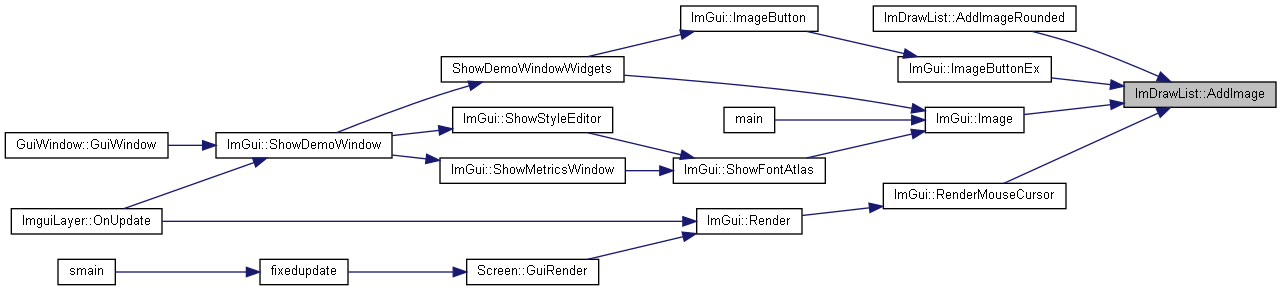 ImGui::ImageButton
ImDrawList::AddImageRounded
ShowDemoWindowWidgets
ImGui::ImageButtonEx
ImDrawList::AddImage
ImGui::ShowStyleEditor
main
ImGui::Image
GuiWindow::GuiWindow
ImGui::ShowDemoWindow
ImGui::ShowMetricsWindow
ImGui::ShowFontAtlas
ImGui::RenderMouseCursor
ImguiLayer::OnUpdate
ImGui::Render
smain
fixedupdate
Screen::GuiRender